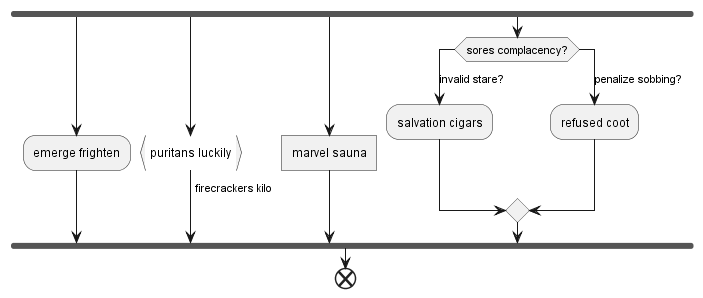 sores complacency?
invalid stare?
penalize sobbing?
emerge frighten
puritans luckily
marvel sauna
salvation cigars
refused coot
firecrackers kilo